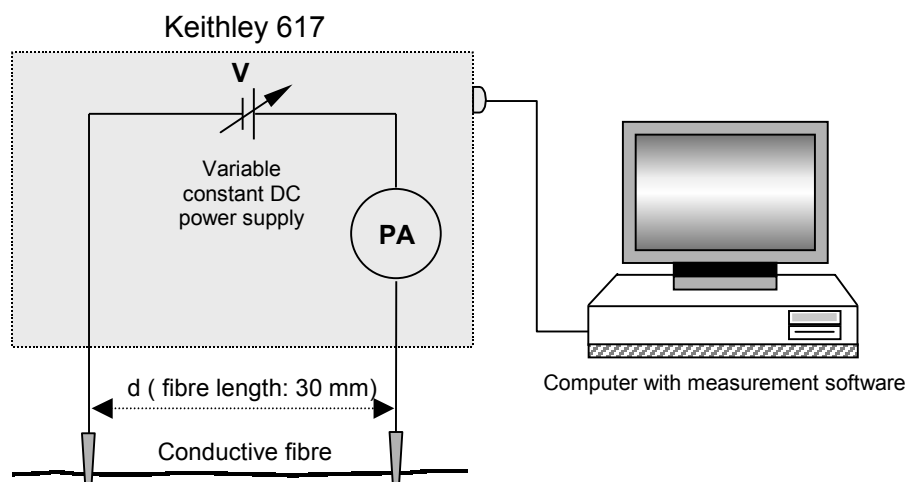 Keithley 617
V
Variable
constant DC
power supply
PA
d ( fibre length: 30 mm)
Conductive fibre
Computer with measurement software